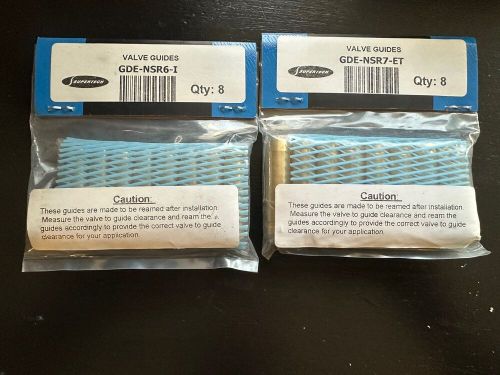 VALVE GUIDES
GDE-NSR6-I
SUPERTECH
Qty: 8
Caution:
These guides are made to be reamed after installation.
Measure the valve to guide clearance and ream the
guides accordingly to provide the correct valve to guide
clearance for your application.
VALVE GUIDES
GDE-NSR7-ET
SUPERTECH
Qty: 8
Caution:
These guides are made to be reamed after installation.
Measure the valve to guide clearance and ream the
guides accordingly to provide the correct valve to guide
clearance for your application.